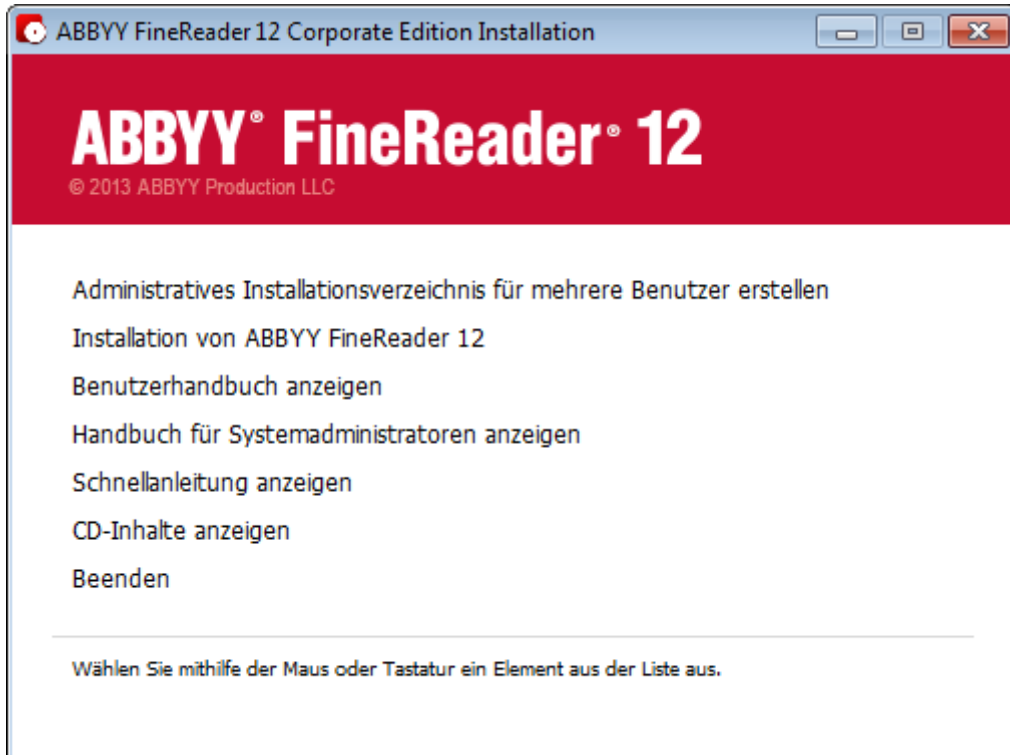 ABBYY FineReader 12 Corporate Edition Installation
ABBYY® FineReader® 12
© 2013 ABBYY Production LLC
Administratives Installationsverzeichnis für mehrere Benutzer erstellen
Installation von ABBYY FineReader 12
Benutzerhandbuch anzeigen
Handbuch für Systemadministratoren anzeigen
Schnellanleitung anzeigen
CD-Inhalte anzeigen
Beenden
Wählen Sie mithilfe der Maus oder Tastatur ein Element aus der Liste aus.